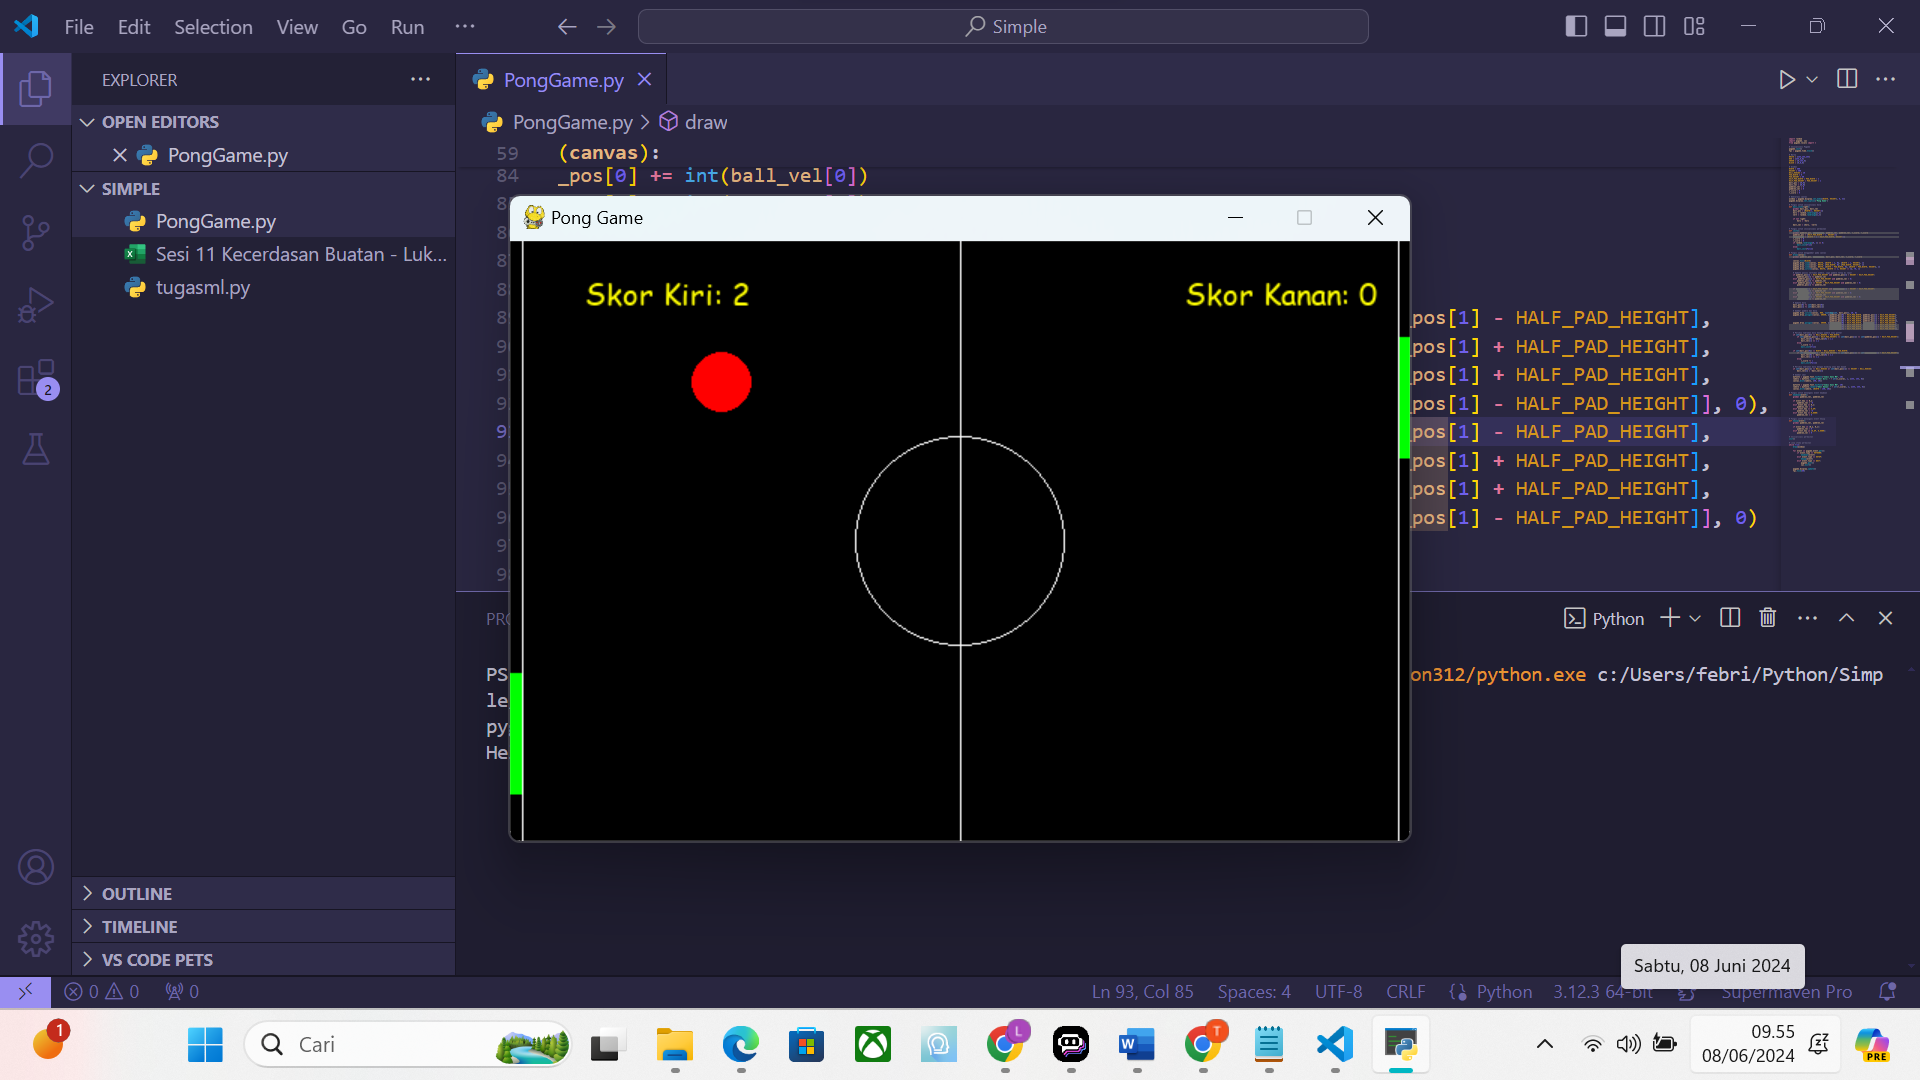 File Edit Selection View Go Run
Simple
EXPLORER
OPEN EDITORS
PongGame.py
SIMPLE
PongGame.py
Sesi 11 Kecerdasan Buatan - Luk...
tugasml.py
2
OUTLINE
TIMELINE
VS CODE PETS
PongGame.py
PongGame.py > draw
59 (canvas):
84 _pos[0] += int(ball_vel[0])
Pong Game
Skor Kiri: 2
Skor Kanan: 0
pos[1] - HALF_PAD_HEIGHT],
pos[1] + HALF_PAD_HEIGHT],
pos[1] + HALF_PAD_HEIGHT],
pos[1] - HALF_PAD_HEIGHT]], 0),
pos[1] - HALF_PAD_HEIGHT],
pos[1] + HALF_PAD_HEIGHT],
pos[1] + HALF_PAD_HEIGHT],
pos[1] - HALF_PAD_HEIGHT]], 0)
Python
PS
on312/python.exe c:/Users/febri/Python/Simp
le
py
He
Sabtu, 08 Juni 2024
0 0 0
Ln 93, Col 85 Spaces: 4 UTF-8 CRLF Python 3.12.3 64-bit Supermaven Pro
1
Cari
L
T
W
09.55
08/06/2024
PRE